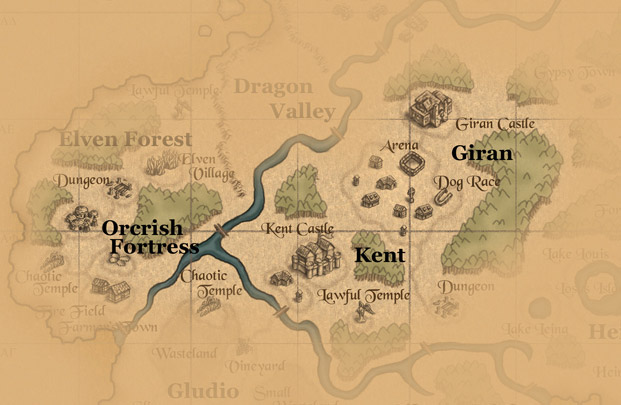 Lawful Temple
Dragon
Valley
Gypsy Town
Giran Castle
Elven Forest
Arena
Giran
Elven
Village
Dungeon
Dog Race
Orcrish
Fortress
Kent Castle
Kent
Lake Louis
Chaotic
Temple
Chaotic
Temple
Dungeon
Lawful Temple
Field
Farmers Town
Lake Leing
Wasteland
Vineyard
Gludio
Small